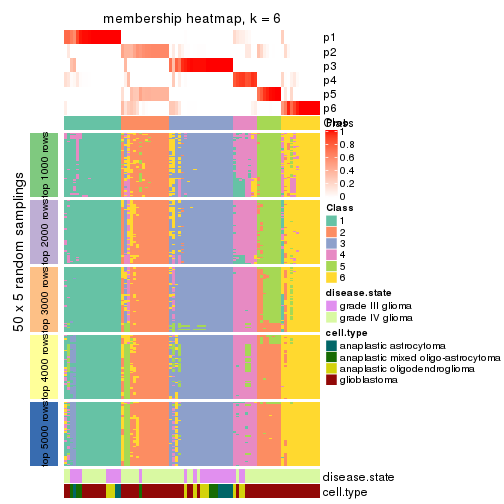 membership heatmap, k = 6
p1
p2
p3
p4
p5
p6
Class
Prob
1
0.8
0.6
0.4
0.2
0
Class
1
2
3
4
5
6
disease.state
grade III glioma
grade IV glioma
cell.type
anaplastic astrocytoma
anaplastic mixed oligo-astrocytoma
anaplastic oligodendroglioma
glioblastoma
50 x 5 random samplings
top 1000 rows
top 2000 rows
top 3000 rows
top 4000 rows
top 5000 rows
disease.state
cell.type